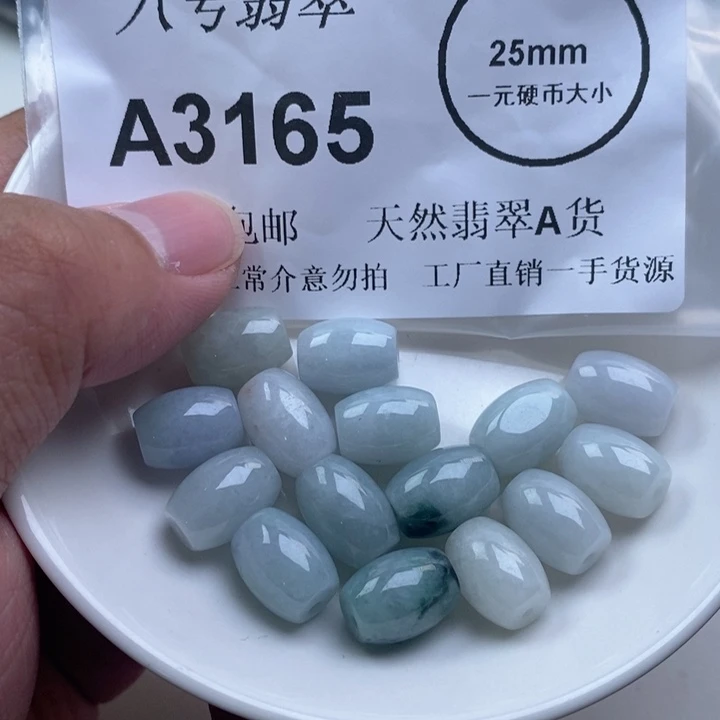 八号翡翠
25mm
一元硬币大小
A3165
包邮 天然翡翠A货
常介意勿拍 工厂直销一手货源